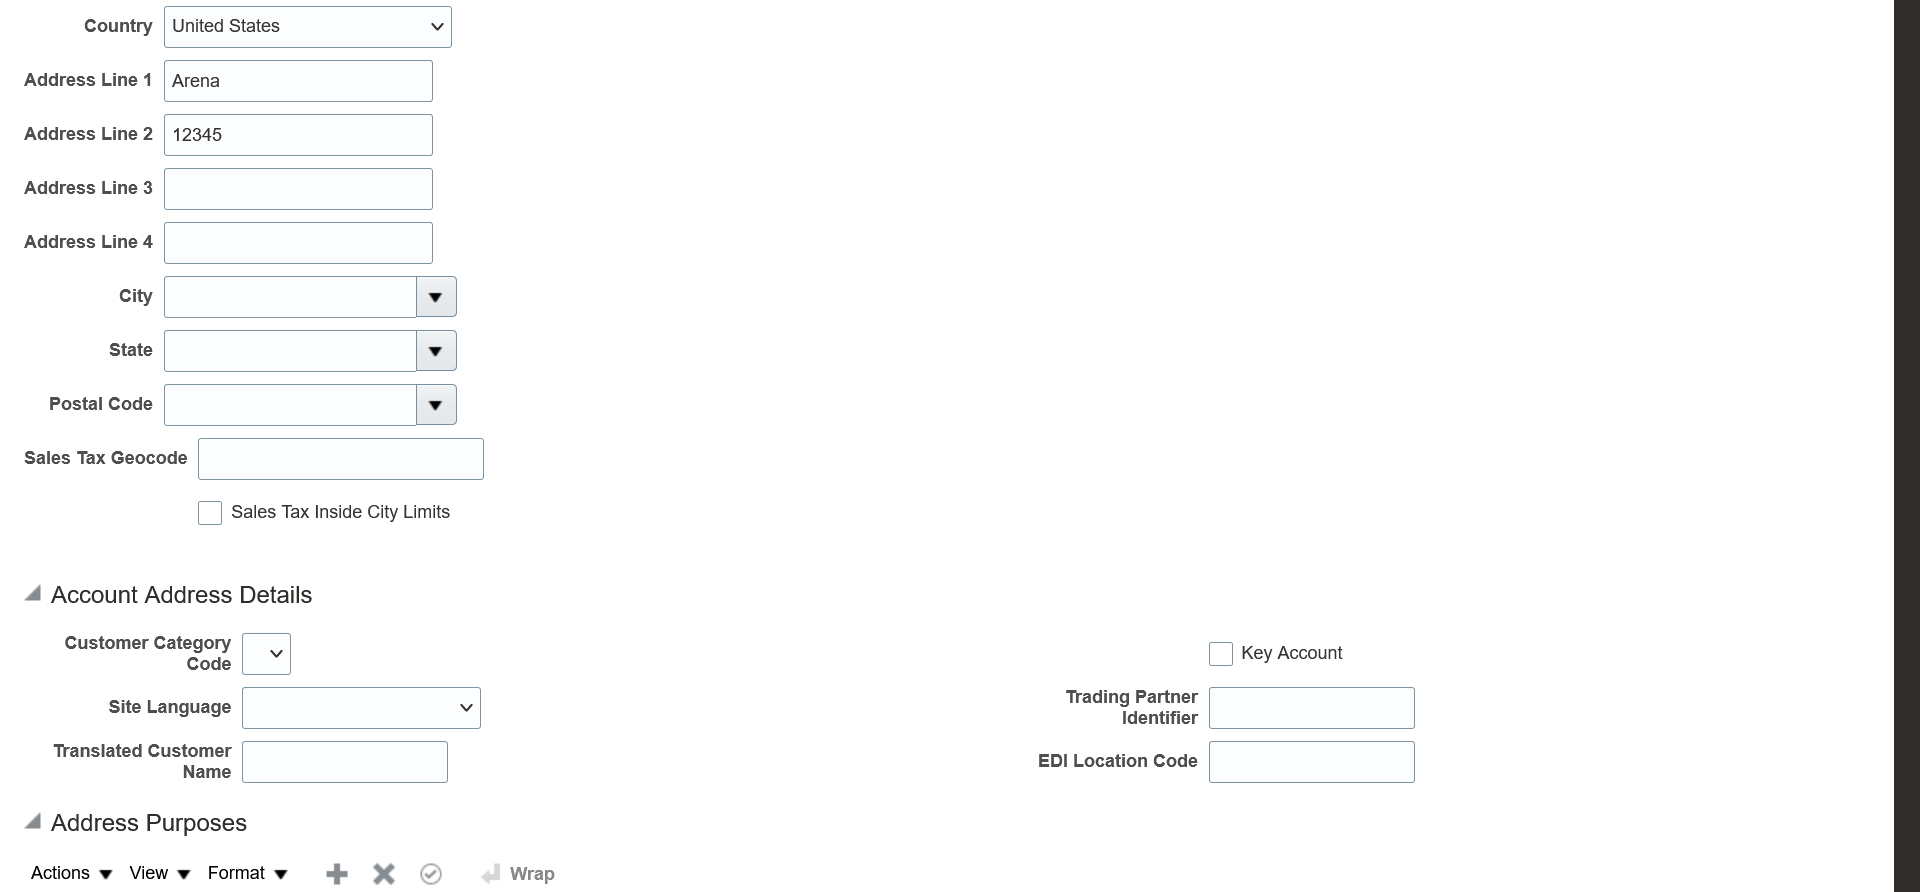 Country United States
Address Line 1 Arena
Address Line 2 12345
Address Line 3
Address Line 4
City
State
Postal Code
Sales Tax Geocode
Sales Tax Inside City Limits
Account Address Details
Customer Category
Code
Key Account
Site Language
Trading Partner
Identifier
Translated Customer
Name
EDI Location Code
Address Purposes
Actions View Format Wrap